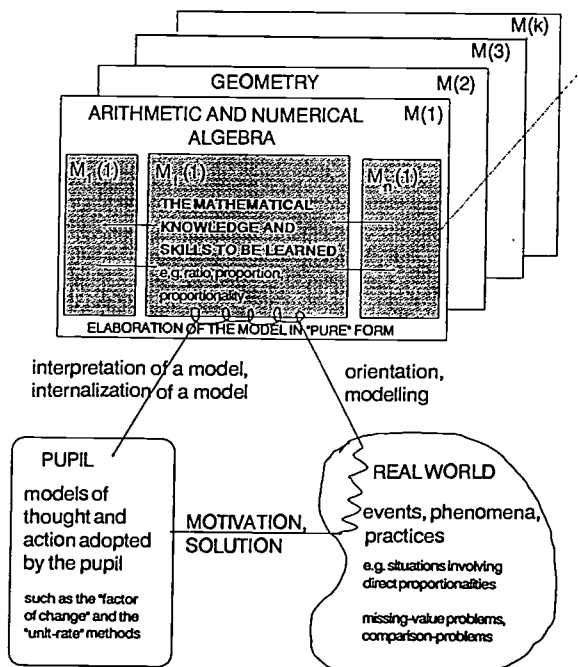 M(k)
M(3)
GEOMETRY M(2)
ARITHMETIC AND NUMERICAL M(1)
ALGEBRA
M₁(1) Mⱼ(1) Mₙ(1)
THE MATHEMATICAL
KNOWLEDGE AND
SKILLS TO BE LEARNED
e.g. ratio, proportion,
proportionality
ELABORATION OF THE MODEL IN "PURE" FORM
interpretation of a model,
internalization of a model
orientation,
modelling
PUPIL
models of
thought and
action adopted
by the pupil
such as the "factor
of change" and the
"unit-rate" methods
MOTIVATION,
SOLUTION
REAL WORLD
events, phenomena,
practices
e.g. situations involving
direct proportionalities
missing-value problems,
comparison-problems